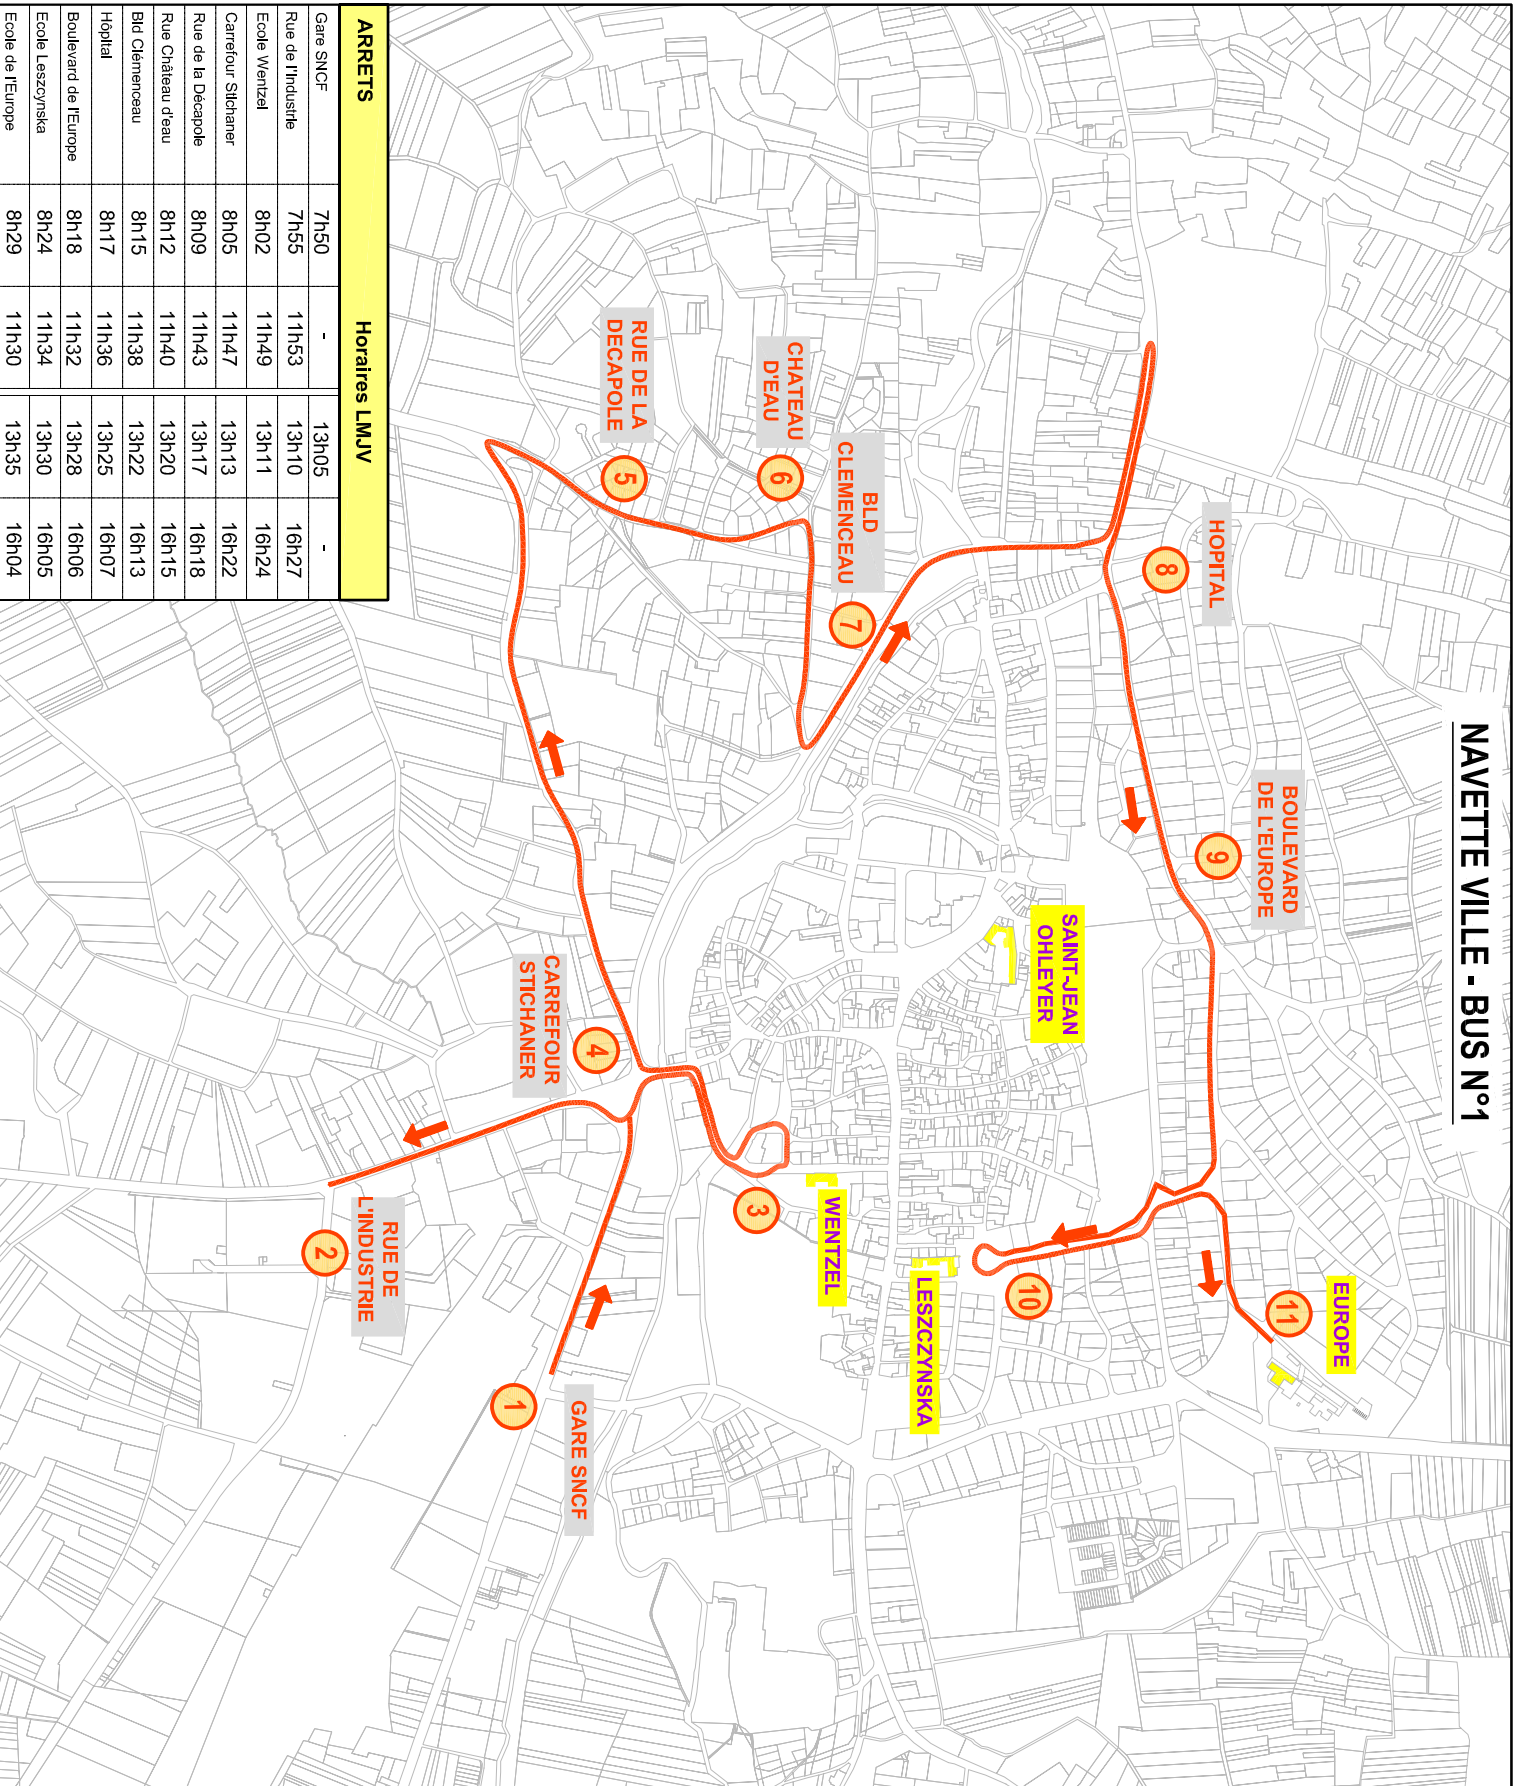 NAVETTE VILLE - BUS N°1
HOPITAL
8
BOULEVARD
DE L'EUROPE
9
EUROPE
11
SAINT-JEAN
OHLEYER
10
BLD
CLEMENCEAU
7
CHATEAU
D'EAU
6
WENTZEL
LESZCZYNSKA
3
RUE DE LA
DECAPOLE
5
CARREFOUR
STICHANER
4
GARE SNCF
1
RUE DE
L'INDUSTRIE
2
ARRETS Horaires LMJV
Gare SNCF 7h50 - 13h05 -
Rue de l'Industrie 7h55 11h53 13h10 16h27
Ecole Wentzel 8h02 11h49 13h11 16h24
Carrefour Stichaner 8h05 11h47 13h13 16h22
Rue de la Décapole 8h09 11h43 13h17 16h18
Rue Château d'eau 8h12 11h40 13h20 16h15
Bld Clémenceau 8h15 11h38 13h22 16h13
Hôpital 8h17 11h36 13h25 16h07
Boulevard de l'Europe 8h18 11h32 13h28 16h06
Ecole Leszcynska 8h24 11h34 13h30 16h05
Ecole de l'Europe 8h29 11h30 13h35 16h04